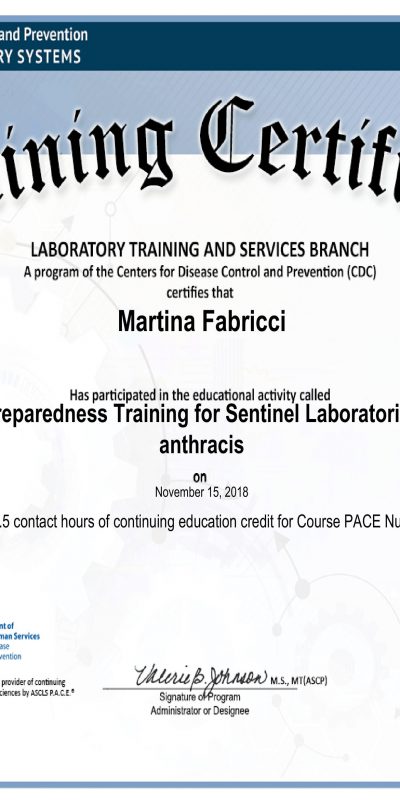 and Prevention
RY SYSTEMS
ining Certif
LABORATORY TRAINING AND SERVICES BRANCH
A program of the Centers for Disease Control and Prevention (CDC)
certifies that
Martina Fabricci
Has participated in the educational activity called
reparedness Training for Sentinel Laboratori
anthracis
on
November 15, 2018
.5 contact hours of continuing education credit for Course PACE Nu
nt of
man Services
ase
vention
provider of continuing
ciences by ASCLS P.A.C.E.®
Valerie B. Johnson M.S., MT(ASCP)
Signature of Program
Administrator or Designee